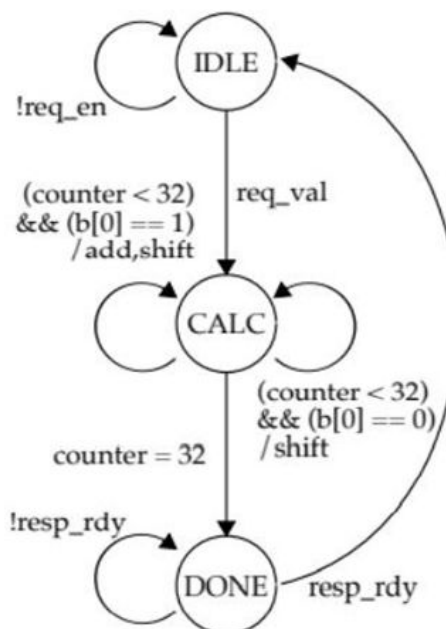 IDLE
!req_en
req_val
(counter < 32)
&& (b[0] == 1)
/add,shift
CALC
(counter < 32)
&& (b[0] == 0)
/shift
counter = 32
!resp_rdy
DONE
resp_rdy